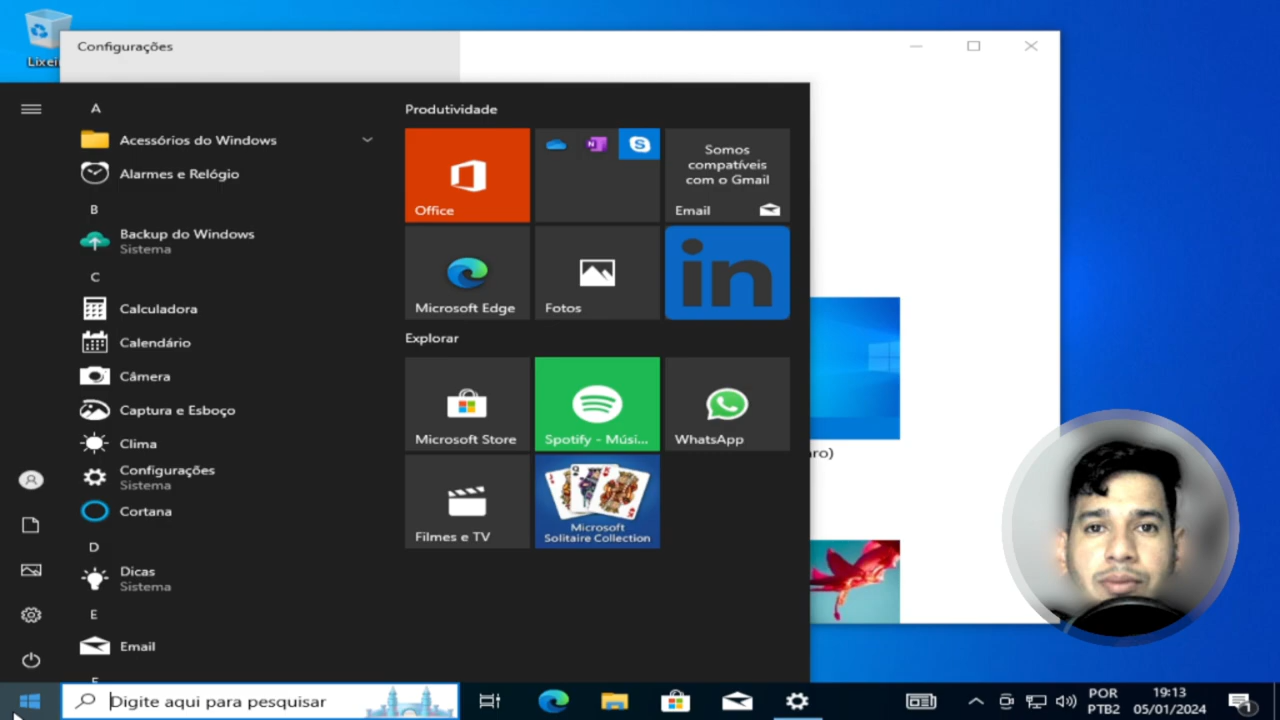 Configurações
A
Acessórios do Windows
Alarmes e Relógio
B
Backup do Windows
Sistema
C
Calculadora
Calendário
Câmera
Captura e Esboço
Clima
Configurações
Sistema
Cortana
D
Dicas
Sistema
E
Email
Produtividade
Office
Somos
compatíveis
com o Gmail
Email
Microsoft Edge
Fotos
in
Explorar
Microsoft Store
Spotify - Músi...
WhatsApp
Filmes e TV
Microsoft
Solitaire Collection
ro)
Digite aqui para pesquisar
POR
PTB2
19:13
05/01/2024
1